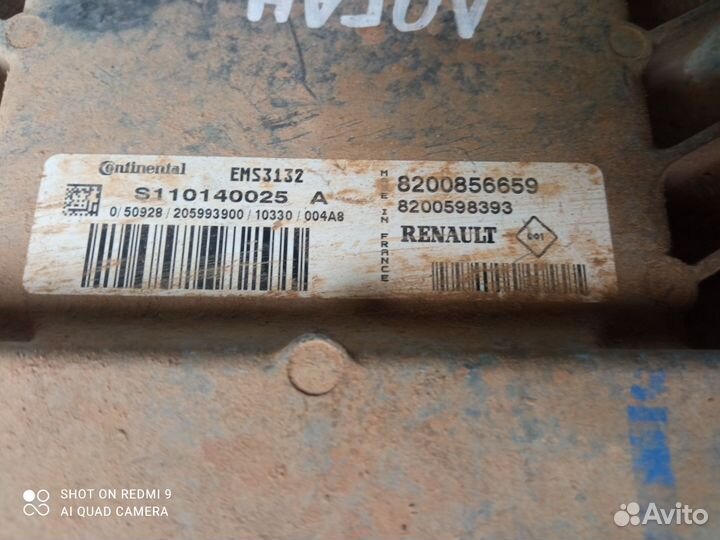 ЛОГАН
Continental EMS3132
S110140025 A
0/50928/205993900/10330/004A8
MADE IN FRANCE
8200856659
8200598393
RENAULT
SHOT ON REDMI 9
AI QUAD CAMERA
Avito